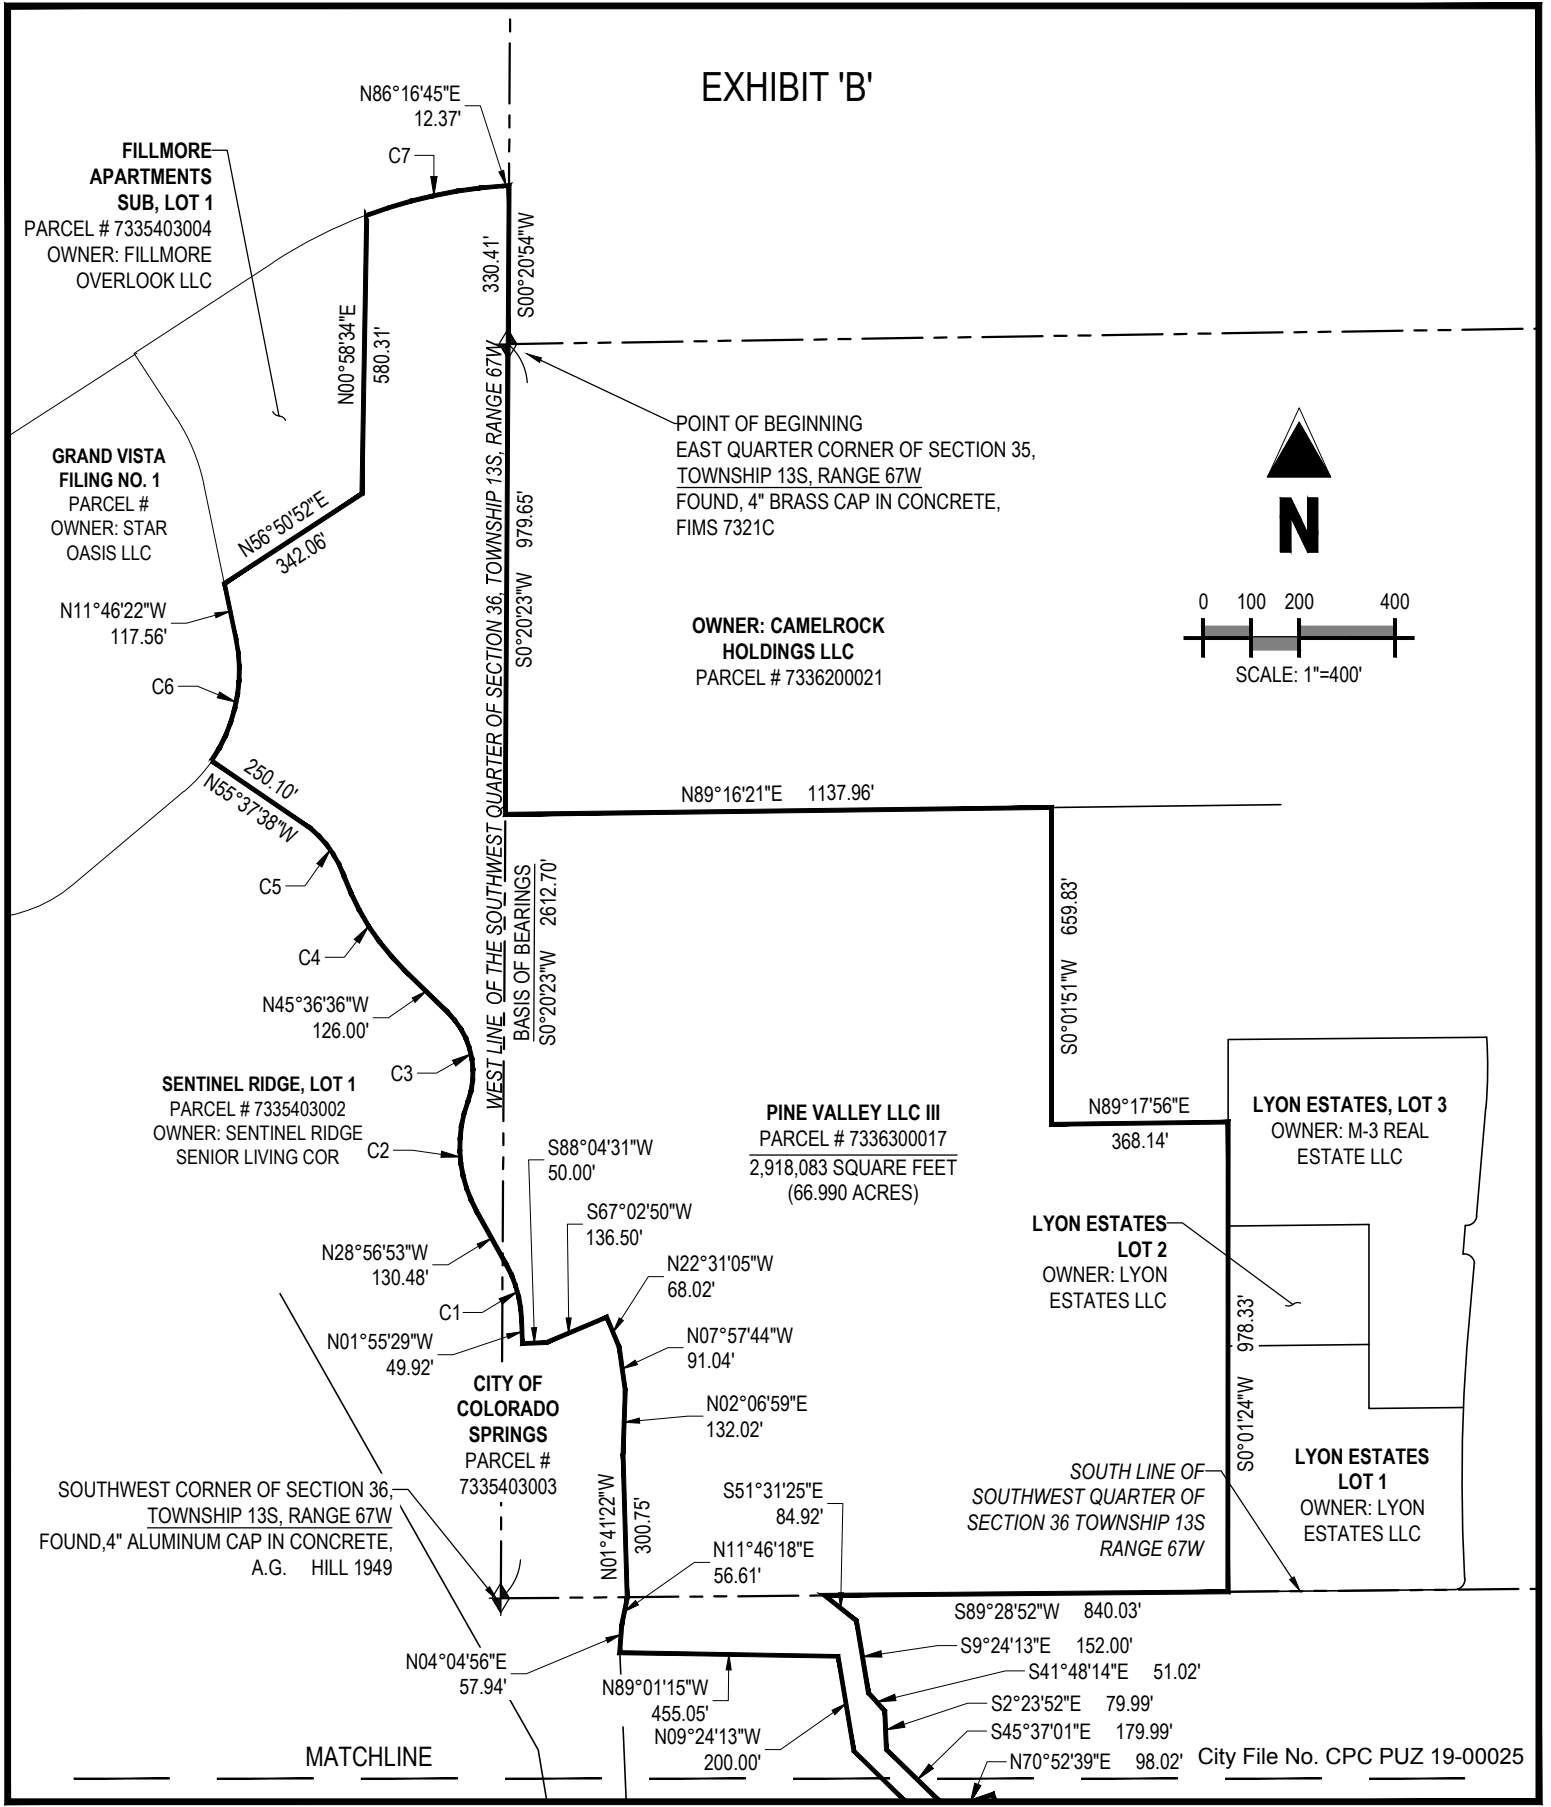 EXHIBIT 'B'
N86°16'45"E
12.37'
C7
FILLMORE
APARTMENTS
SUB, LOT 1
PARCEL # 7335403004
OWNER: FILLMORE
OVERLOOK LLC
330.41'
S00°20'54"W
N00°58'34"E
580.31'
POINT OF BEGINNING
EAST QUARTER CORNER OF SECTION 35,
TOWNSHIP 13S, RANGE 67W
FOUND, 4" BRASS CAP IN CONCRETE,
FIMS 7321C
N
0 100 200 400
SCALE: 1"=400'
GRAND VISTA
FILING NO. 1
PARCEL #
OWNER: STAR
OASIS LLC
N56°50'52"E
342.06'
WEST LINE OF THE SOUTHWEST QUARTER OF SECTION 36, TOWNSHIP 13S, RANGE 67W
S0°20'23"W 979.65'
N11°46'22"W
117.56'
OWNER: CAMELROCK
HOLDINGS LLC
PARCEL # 7336200021
C6
250.10'
N55°37'38"W
N89°16'21"E 1137.96'
C5
BASIS OF BEARINGS
S0°20'23"W 2612.70'
S0°01'51"W 659.83'
C4
N45°36'36"W
126.00'
C3
SENTINEL RIDGE, LOT 1
PARCEL # 7335403002
OWNER: SENTINEL RIDGE
SENIOR LIVING COR
C2
PINE VALLEY LLC III
PARCEL # 7336300017
2,918,083 SQUARE FEET
(66.990 ACRES)
N89°17'56"E
368.14'
LYON ESTATES, LOT 3
OWNER: M-3 REAL
ESTATE LLC
S88°04'31"W
50.00'
S67°02'50"W
136.50'
LYON ESTATES
LOT 2
OWNER: LYON
ESTATES LLC
N28°56'53"W
130.48'
N22°31'05"W
68.02'
C1
N01°55'29"W
49.92'
N07°57'44"W
91.04'
S0°01'24"W 978.33'
CITY OF
COLORADO
SPRINGS
PARCEL #
7335403003
N02°06'59"E
132.02'
SOUTHWEST CORNER OF SECTION 36,
TOWNSHIP 13S, RANGE 67W
FOUND,4" ALUMINUM CAP IN CONCRETE,
A.G. HILL 1949
N01°41'22"W
300.75'
S51°31'25"E
84.92'
SOUTH LINE OF
SOUTHWEST QUARTER OF
SECTION 36 TOWNSHIP 13S
RANGE 67W
LYON ESTATES
LOT 1
OWNER: LYON
ESTATES LLC
N11°46'18"E
56.61'
S89°28'52"W 840.03'
N04°04'56"E
57.94'
S9°24'13"E 152.00'
S41°48'14"E 51.02'
N89°01'15"W
455.05'
S2°23'52"E 79.99'
N09°24'13"W
200.00'
S45°37'01"E 179.99'
N70°52'39"E 98.02'
MATCHLINE
City File No. CPC PUZ 19-00025